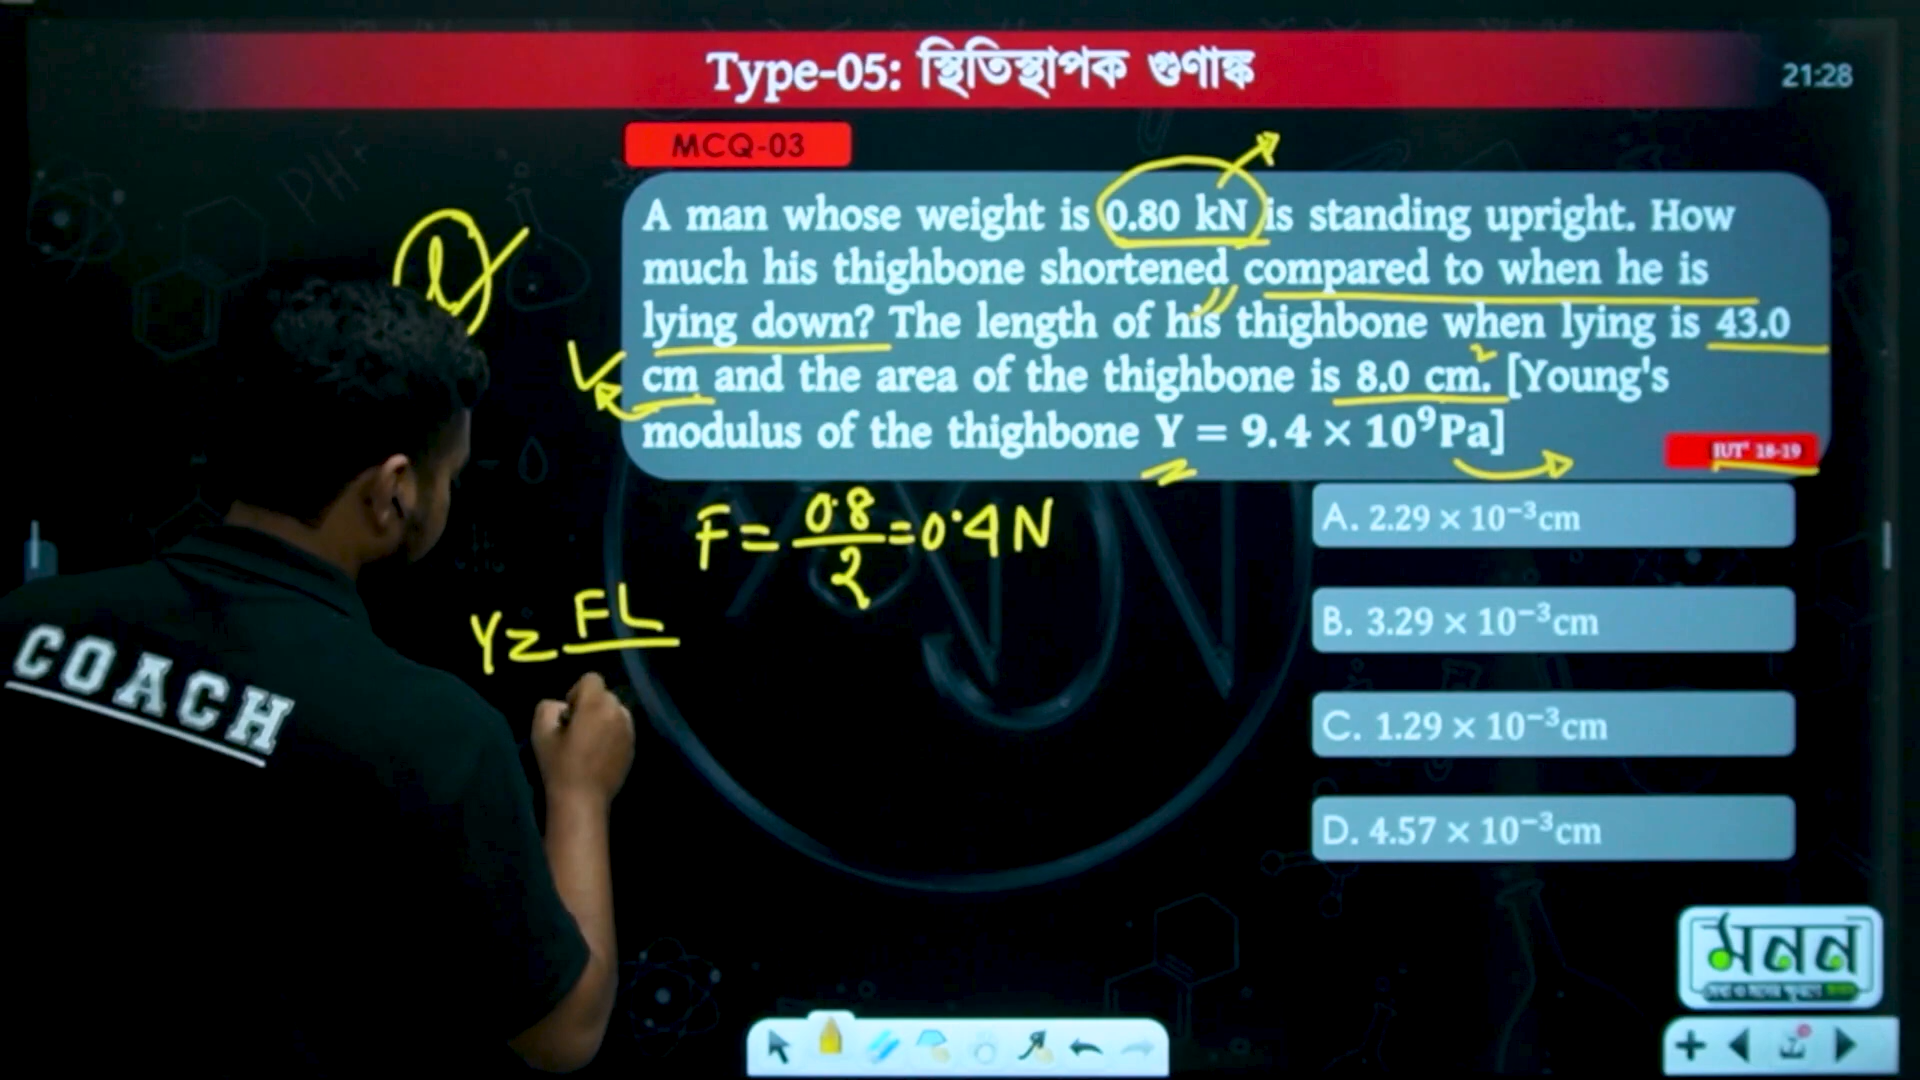 Type-05: স্থিতিস্থাপক গুণাঙ্ক
21:28
MCQ-03
A man whose weight is 0.80 kN is standing upright. How
much his thighbone shortened compared to when he is
lying down? The length of his thighbone when lying is 43.0
cm and the area of the thighbone is 8.0 cm.² [Young's
modulus of the thighbone Y = 9.4 × 10⁹Pa]
IUT' 18-19
F = 0.8/2 = 0.4 N
Y = FL
A. 2.29 × 10⁻³cm
B. 3.29 × 10⁻³cm
C. 1.29 × 10⁻³cm
D. 4.57 × 10⁻³cm
COACH
মনন